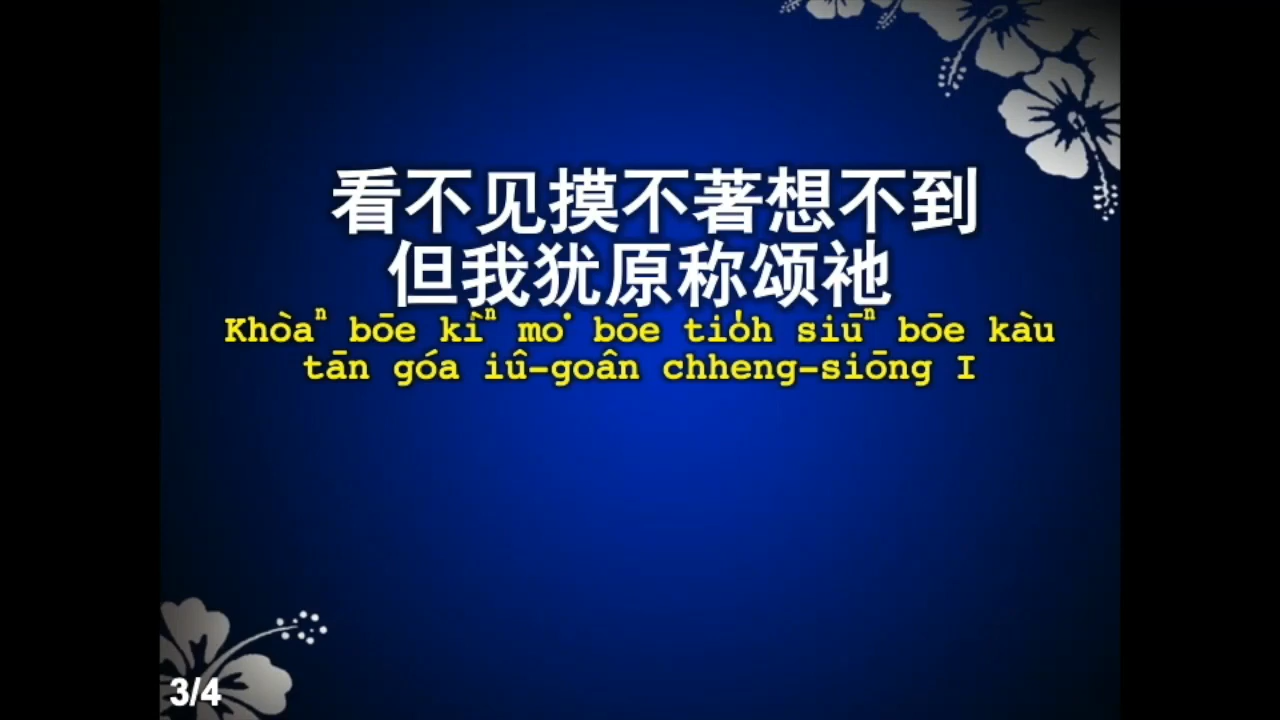 看不见摸不著想不到
但我犹原称颂祂
Khòaⁿ bōe kìⁿ mo͘ bōe tio̍h siūⁿ bōe kàu
tān góa iû-goân chheng-siōng I
3/4